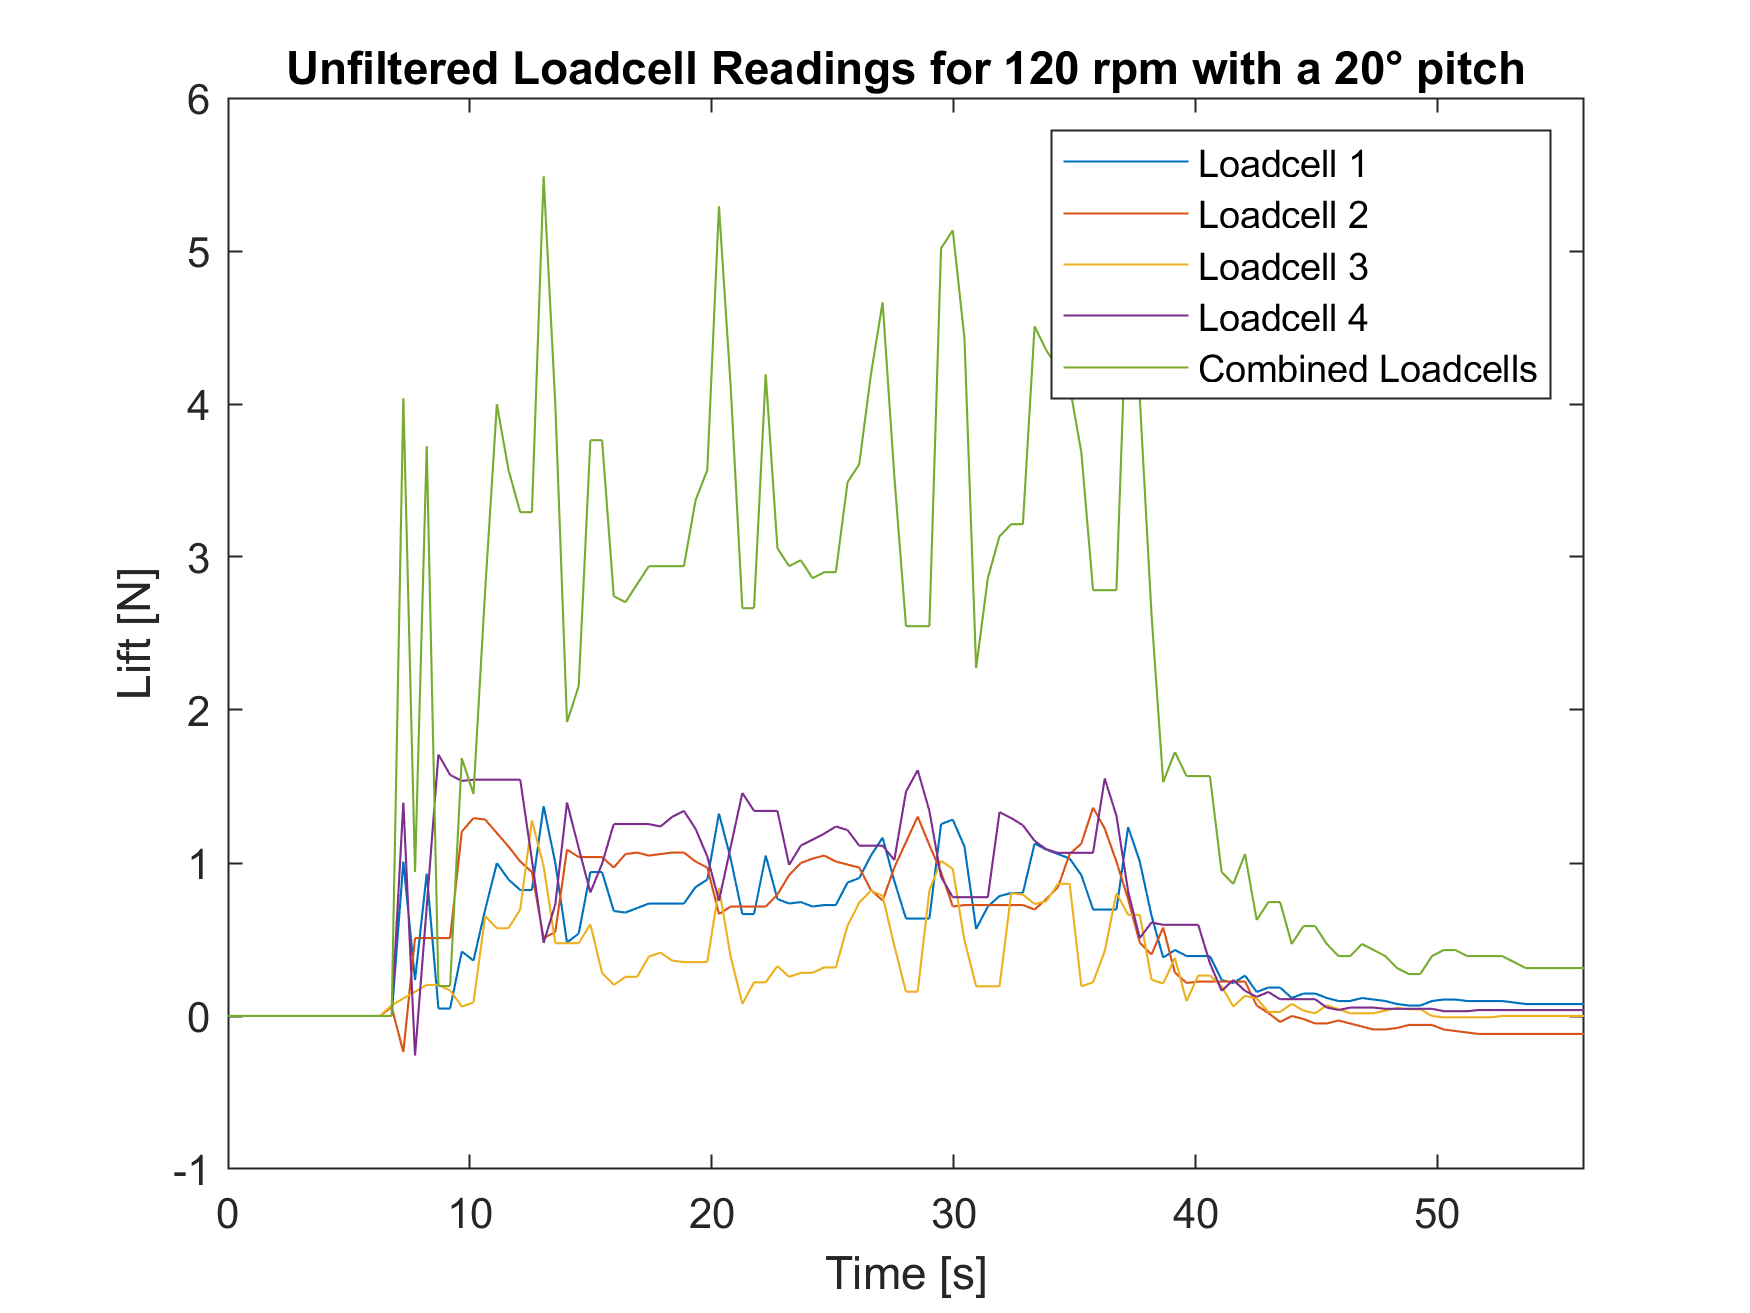 Unfiltered Loadcell Readings for 120 rpm with a 20° pitch
6
5
4
3
2
1
0
-1
Lift [N]
Loadcell 1
Loadcell 2
Loadcell 3
Loadcell 4
Combined Loadcells
0 10 20 30 40 50
Time [s]